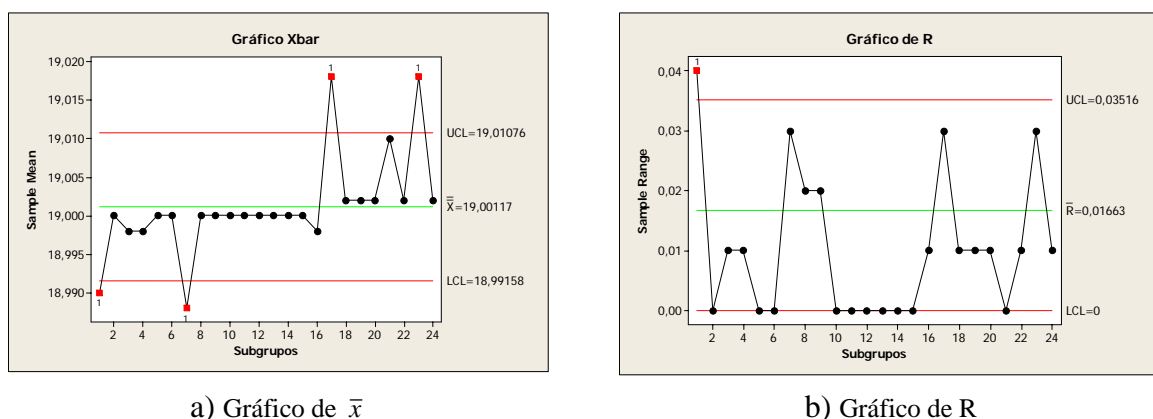 Gráfico Xbar
19,020
19,015
19,010
19,005
19,000
18,995
18,990
Sample Mean
1
1
1
1
UCL=19,01076
X=19,00117
LCL=18,99158
2 4 6 8 10 12 14 16 18 20 22 24
Subgrupos
a) Gráfico de x
Gráfico de R
0,04
0,03
0,02
0,01
0,00
Sample Range
1
UCL=0,03516
R=0,01663
LCL=0
2 4 6 8 10 12 14 16 18 20 22 24
Subgrupos
b) Gráfico de R